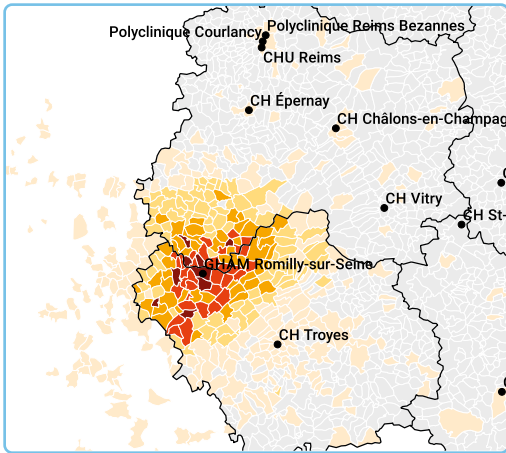 Polyclinique Reims Bezannes
Polyclinique Courlancy
CHU Reims
CH Épernay
CH Châlons-en-Champag
CH Vitry
CH St-
GHAM Romilly-sur-Seine
CH Troyes